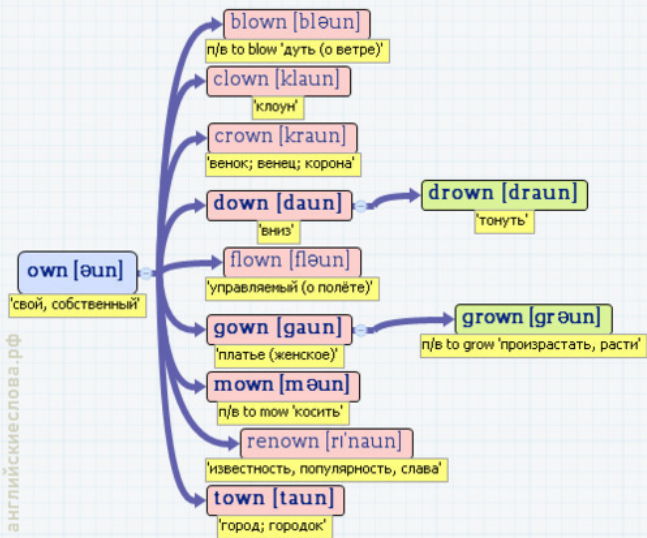 blown [bləun]
п/в to blow 'дуть (о ветре)'
clown [klaun]
'клоун'
crown [kraun]
'венок; венец; корона'
down [daun]
'вниз'
drown [draun]
'тонуть'
own [əun]
'свой, собственный'
flown [fləun]
'управляемый (о полёте)'
gown [gaun]
'платье (женское)'
grown [grəun]
п/в to grow 'произрастать, расти'
mown [məun]
п/в to mow 'косить'
renown [rı'naun]
'известность, популярность, слава'
town [taun]
'город; городок'
английскиеслова.рф